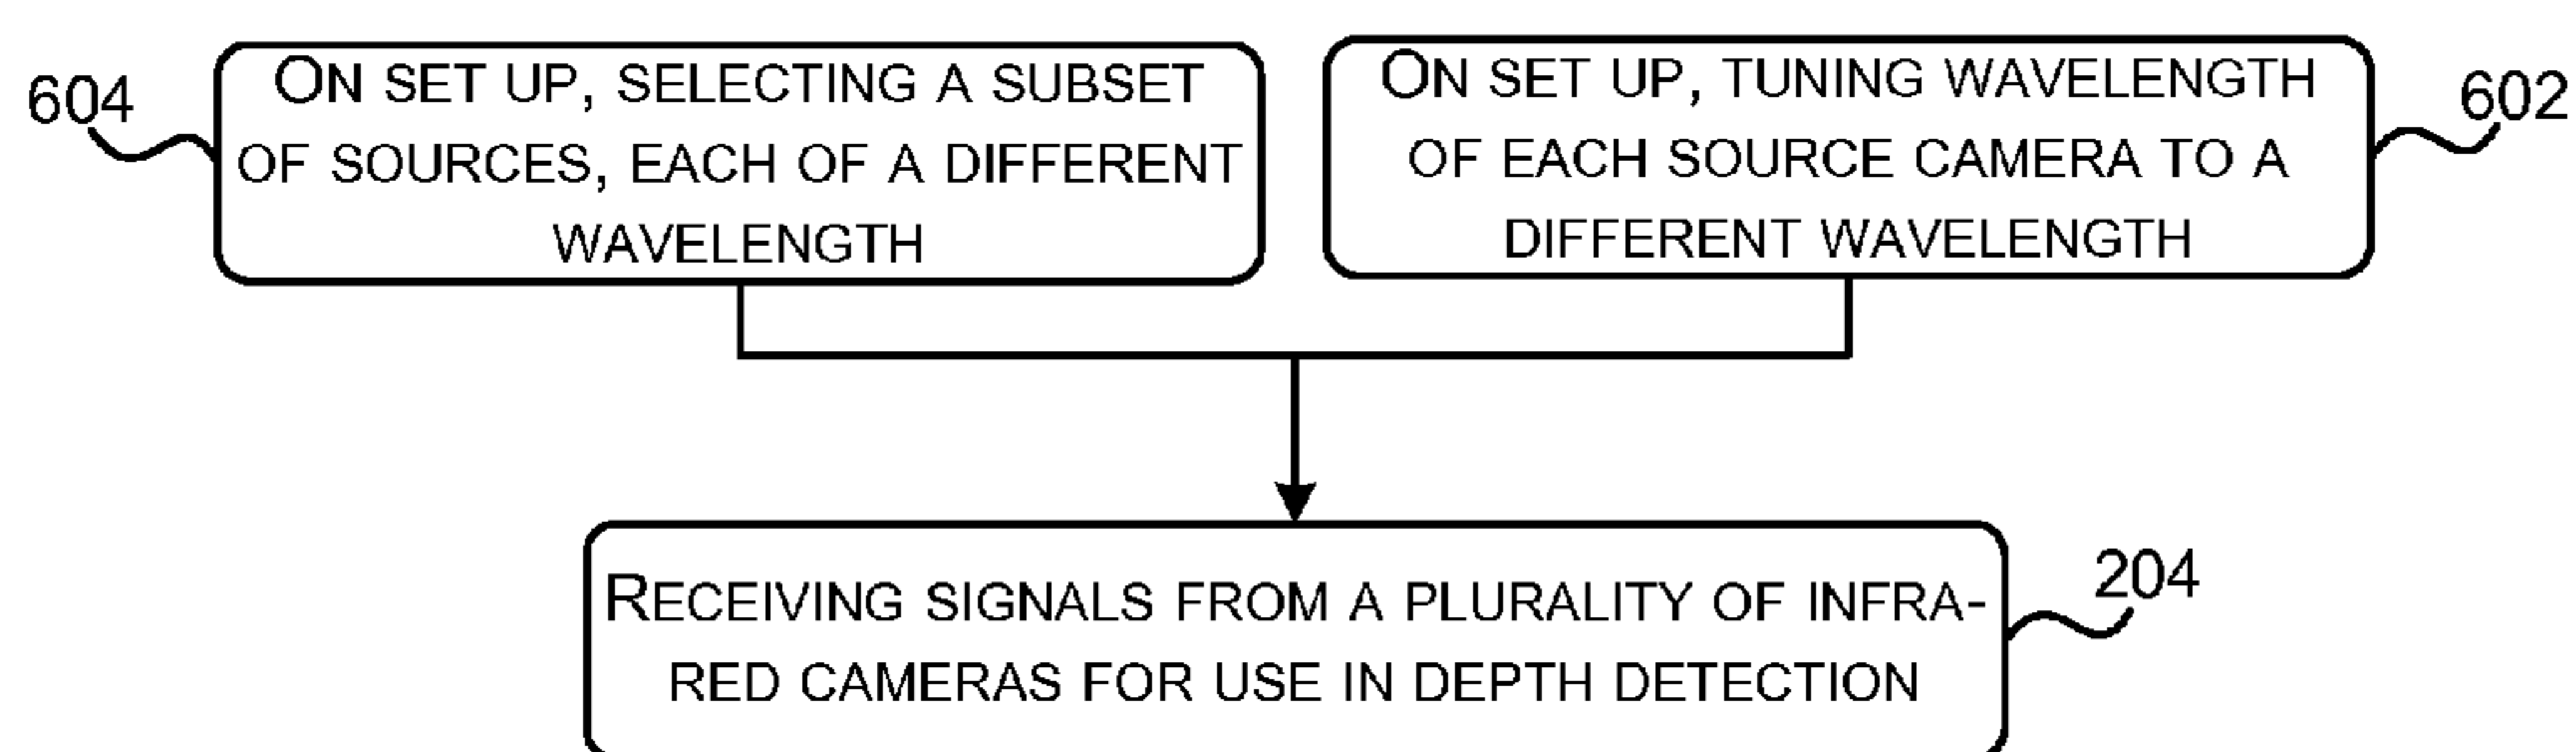 604
ON SET UP, SELECTING A SUBSET
OF SOURCES, EACH OF A DIFFERENT
WAVELENGTH
ON SET UP, TUNING WAVELENGTH
OF EACH SOURCE CAMERA TO A
DIFFERENT WAVELENGTH
602
RECEIVING SIGNALS FROM A PLURALITY OF INFRA-
RED CAMERAS FOR USE IN DEPTH DETECTION
204